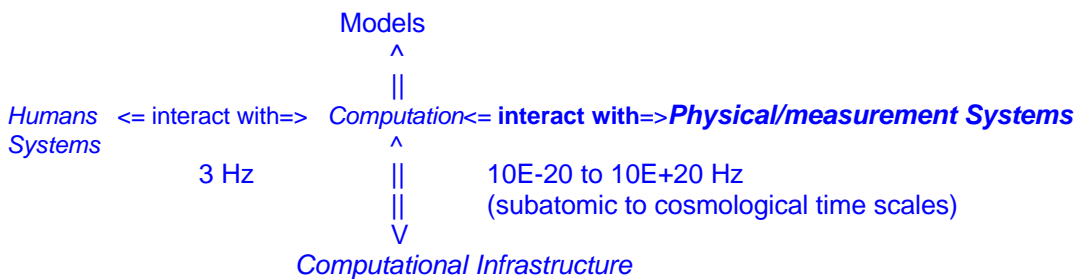 Models
^
||
Humans <= interact with=> Computation<= interact with=>Physical/measurement Systems
Systems ^
3 Hz || 10E-20 to 10E+20 Hz
|| (subatomic to cosmological time scales)
V
Computational Infrastructure